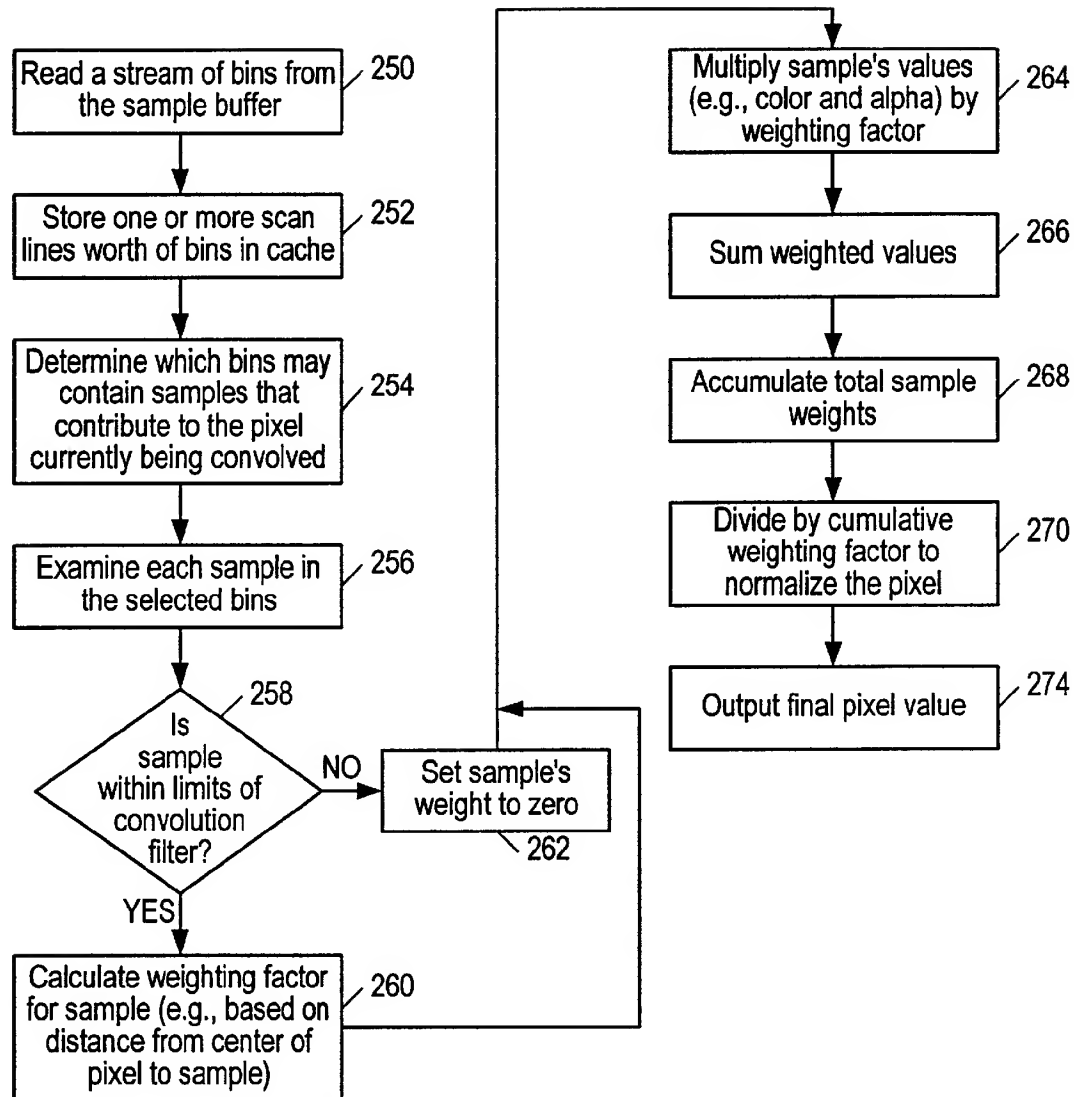 Read a stream of bins from
the sample buffer
250
Store one or more scan
lines worth of bins in cache
252
Determine which bins may
contain samples that
contribute to the pixel
currently being convolved
254
Examine each sample in
the selected bins
256
Is
sample
within limits of
convolution
filter?
258
NO
YES
Set sample's
weight to zero
262
Calculate weighting factor
for sample (e.g., based on
distance from center of
pixel to sample)
260
Multiply sample's values
(e.g., color and alpha) by
weighting factor
264
Sum weighted values
266
Accumulate total sample
weights
268
Divide by cumulative
weighting factor to
normalize the pixel
270
Output final pixel value
274